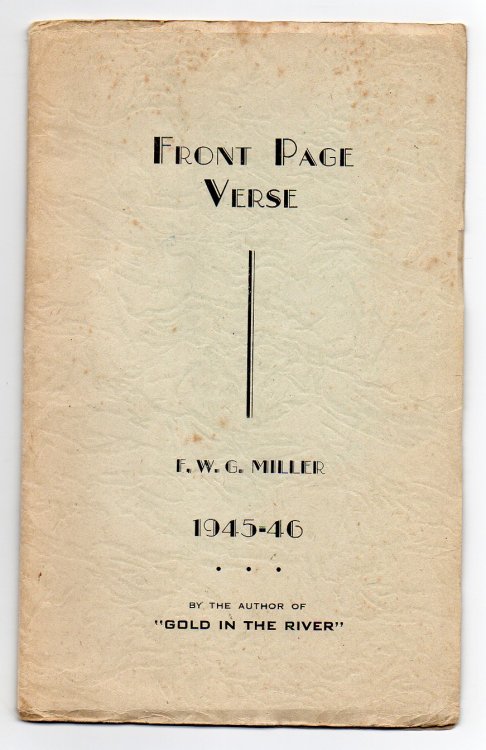 Front Page
Verse
F. W. G. MILLER
1945-46
BY THE AUTHOR OF
"GOLD IN THE RIVER"